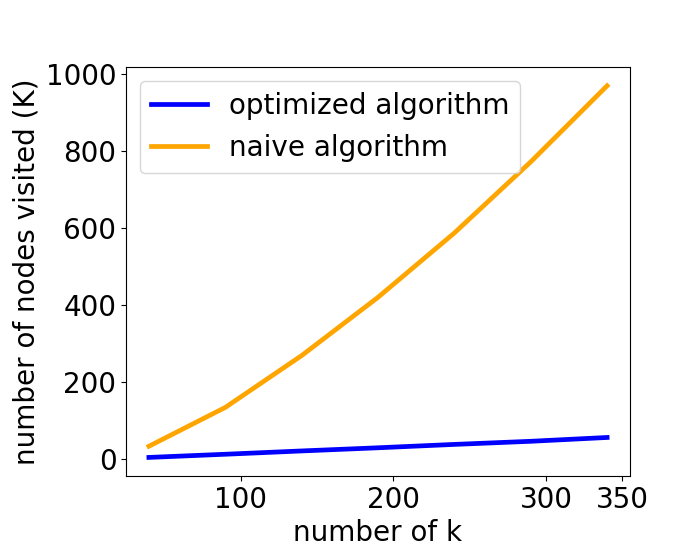 number of nodes visited (K)
1000
800
600
400
200
0
optimized algorithm
naive algorithm
100
200
300
350
number of k